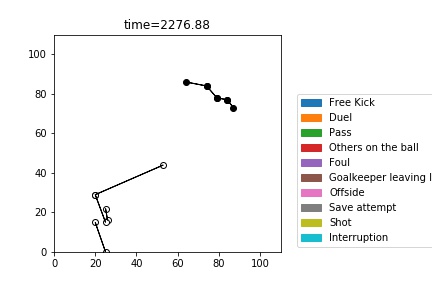 time=2276.88
100
80
60
40
20
0
0 20 40 60 80 100
Free Kick
Duel
Pass
Others on the ball
Foul
Goalkeeper leaving l
Offside
Save attempt
Shot
Interruption